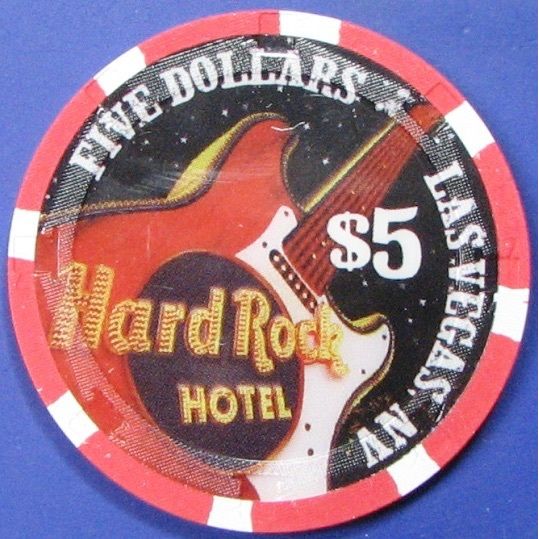 FIVE DOLLARS
LAS VEGAS, NV
$5
Hard Rock
HOTEL